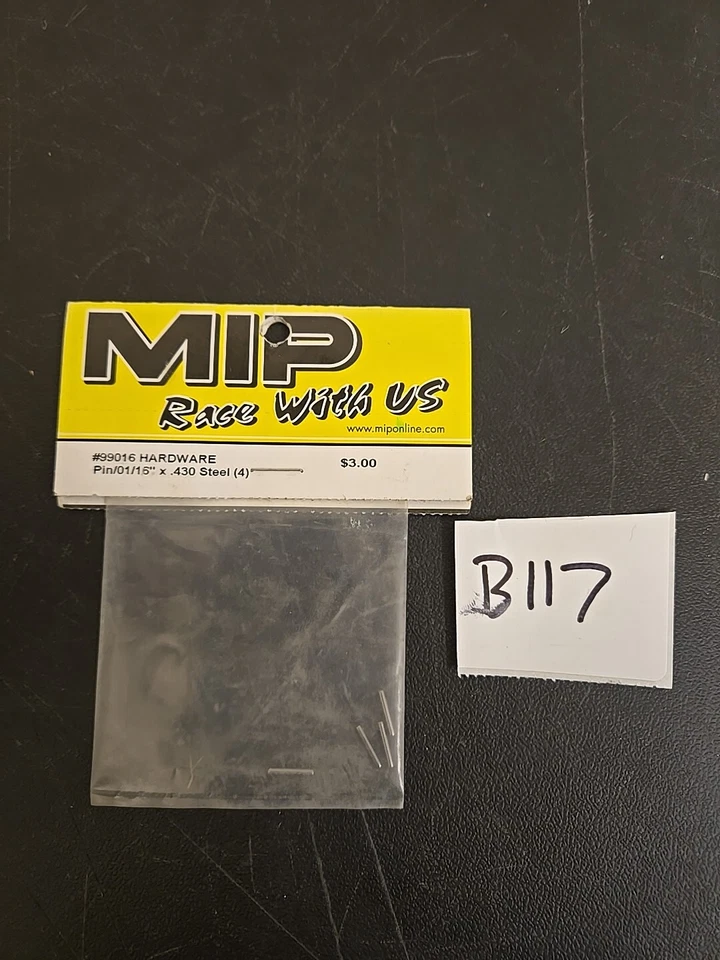 MIP
Race With US
www.miponline.com
#99016 HARDWARE
Pin/01/16" x .430 Steel (4)
$3.00
B117